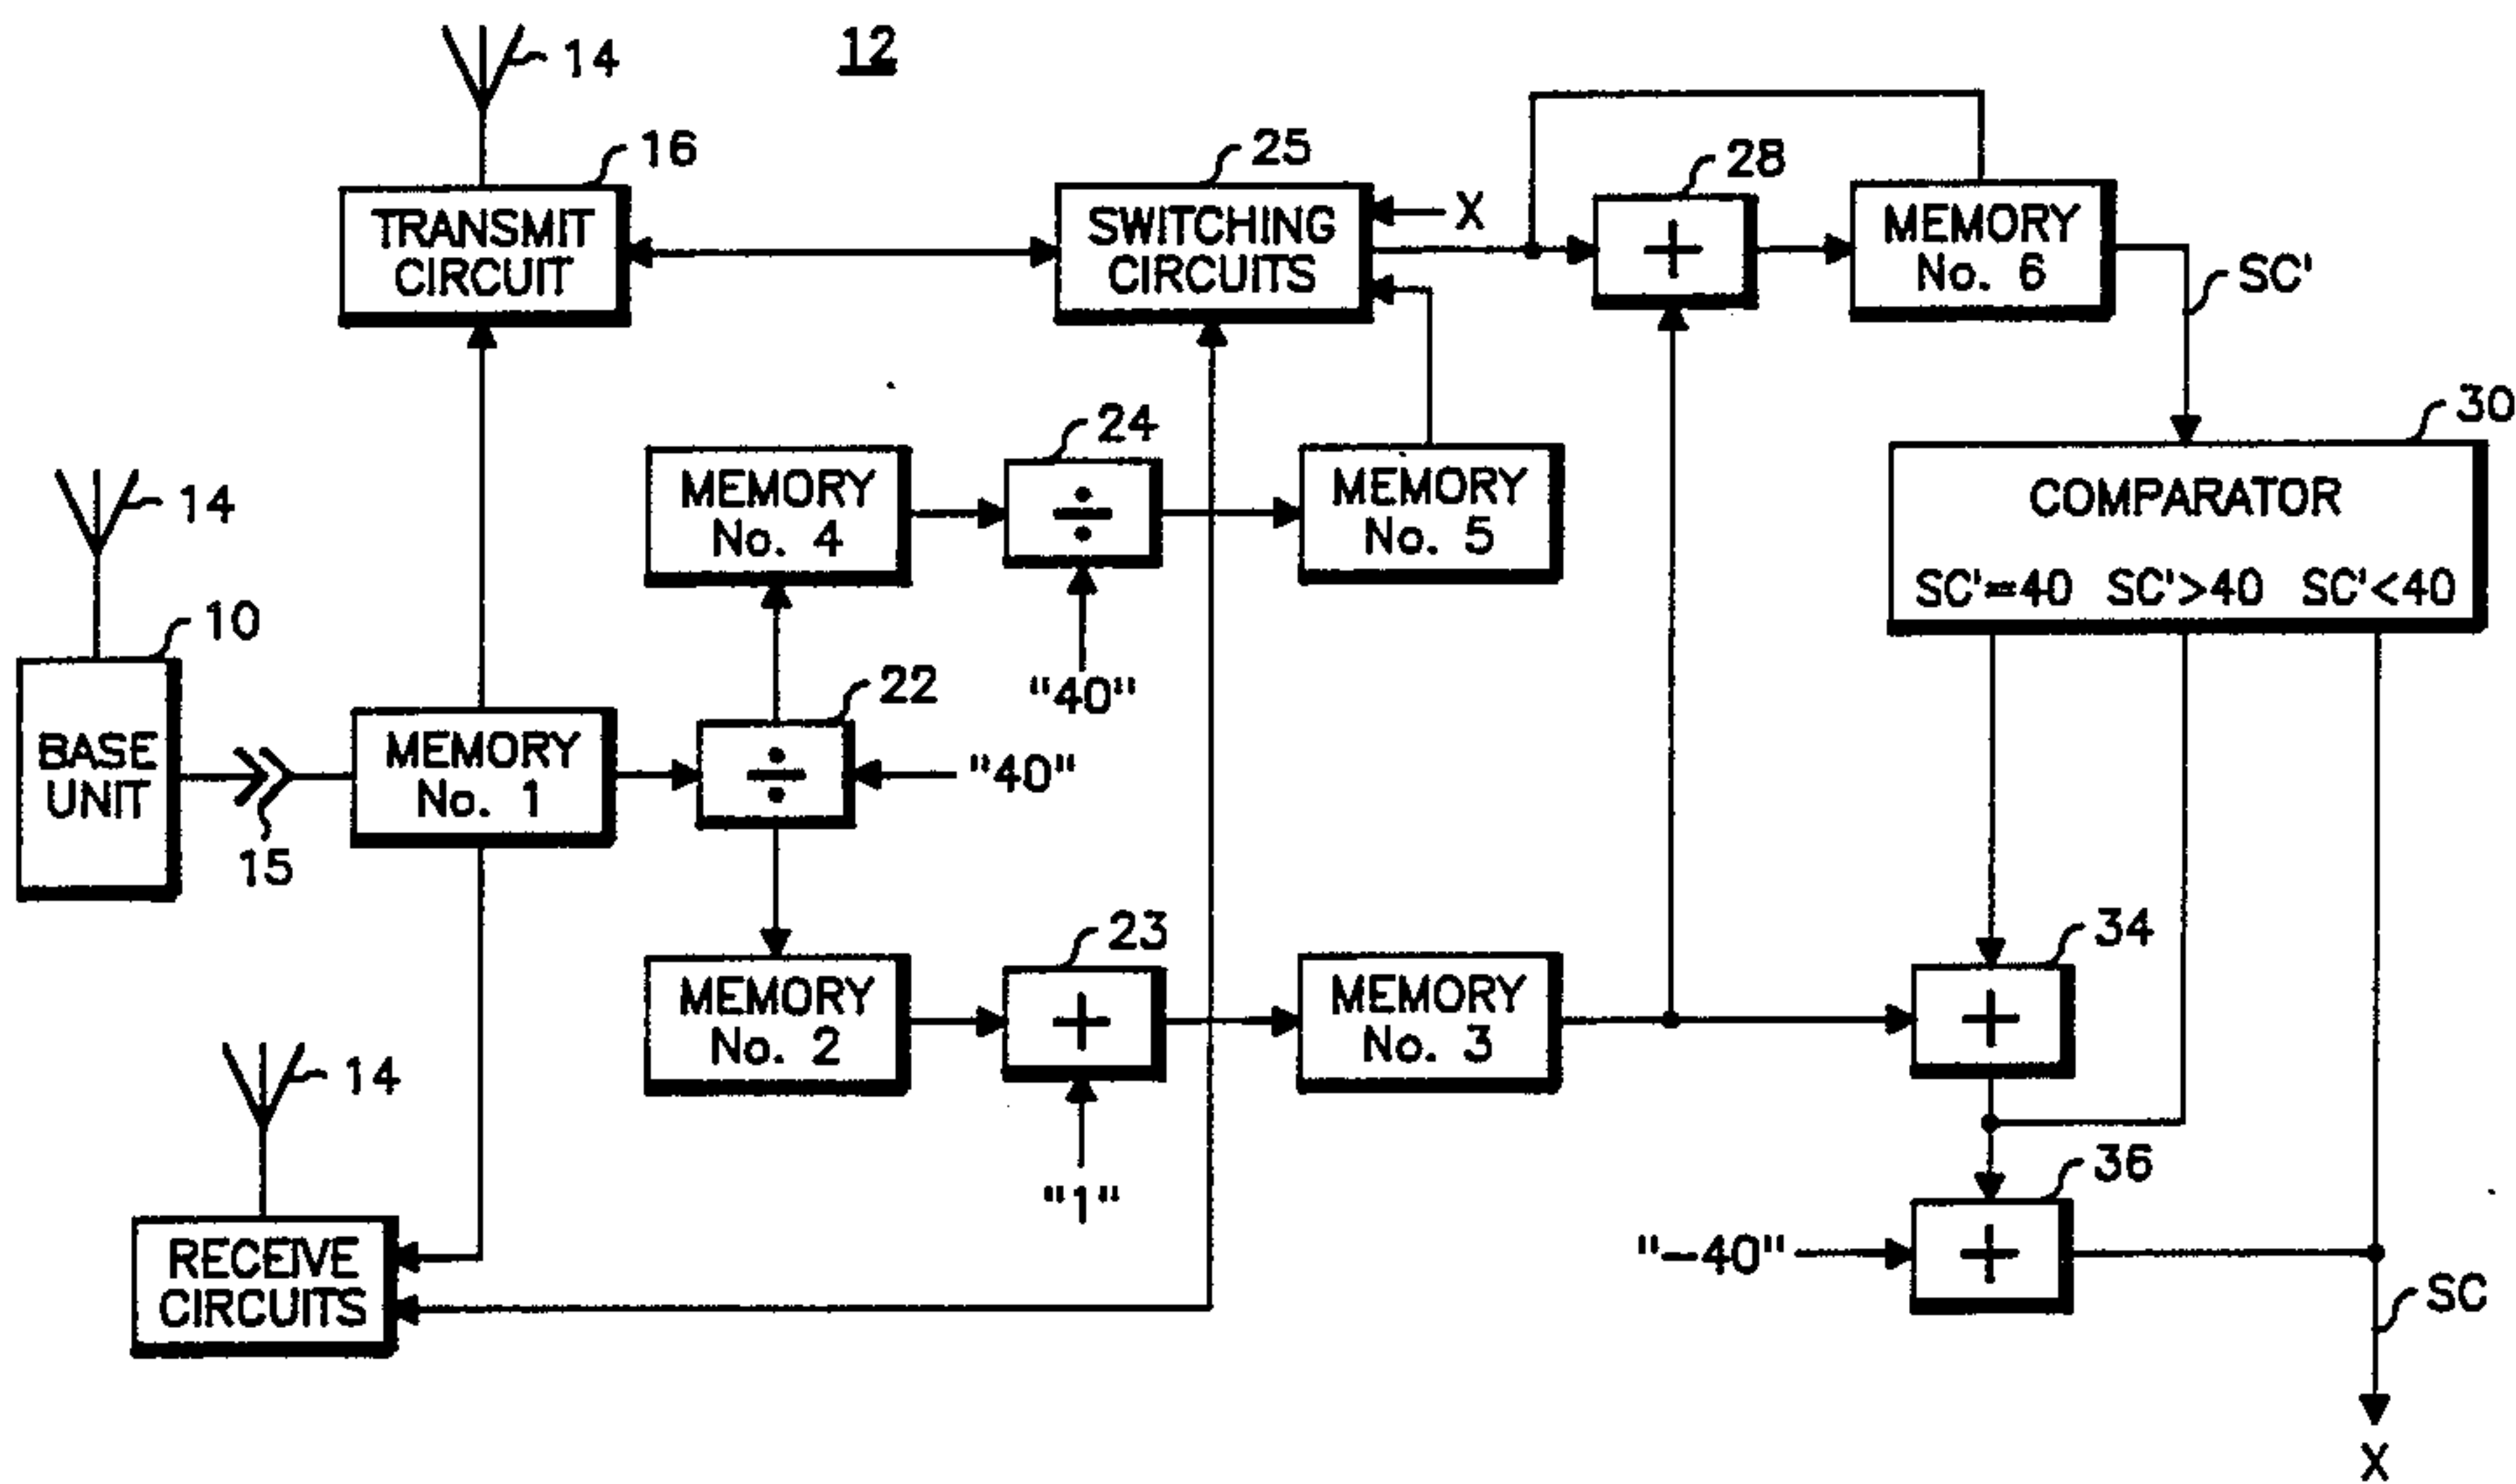 12
14
16
TRANSMIT
CIRCUIT
25
SWITCHING
CIRCUITS
X
28
+
MEMORY
No. 6
SC'
30
COMPARATOR
SC'=40 SC'>40 SC'<40
14
10
BASE
UNIT
15
MEMORY
No. 1
MEMORY
No. 4
24
÷
"40"
MEMORY
No. 5
22
÷
"40"
MEMORY
No. 2
23
+
"1"
MEMORY
No. 3
34
+
36
"-40"
+
SC
X
14
RECEIVE
CIRCUITS